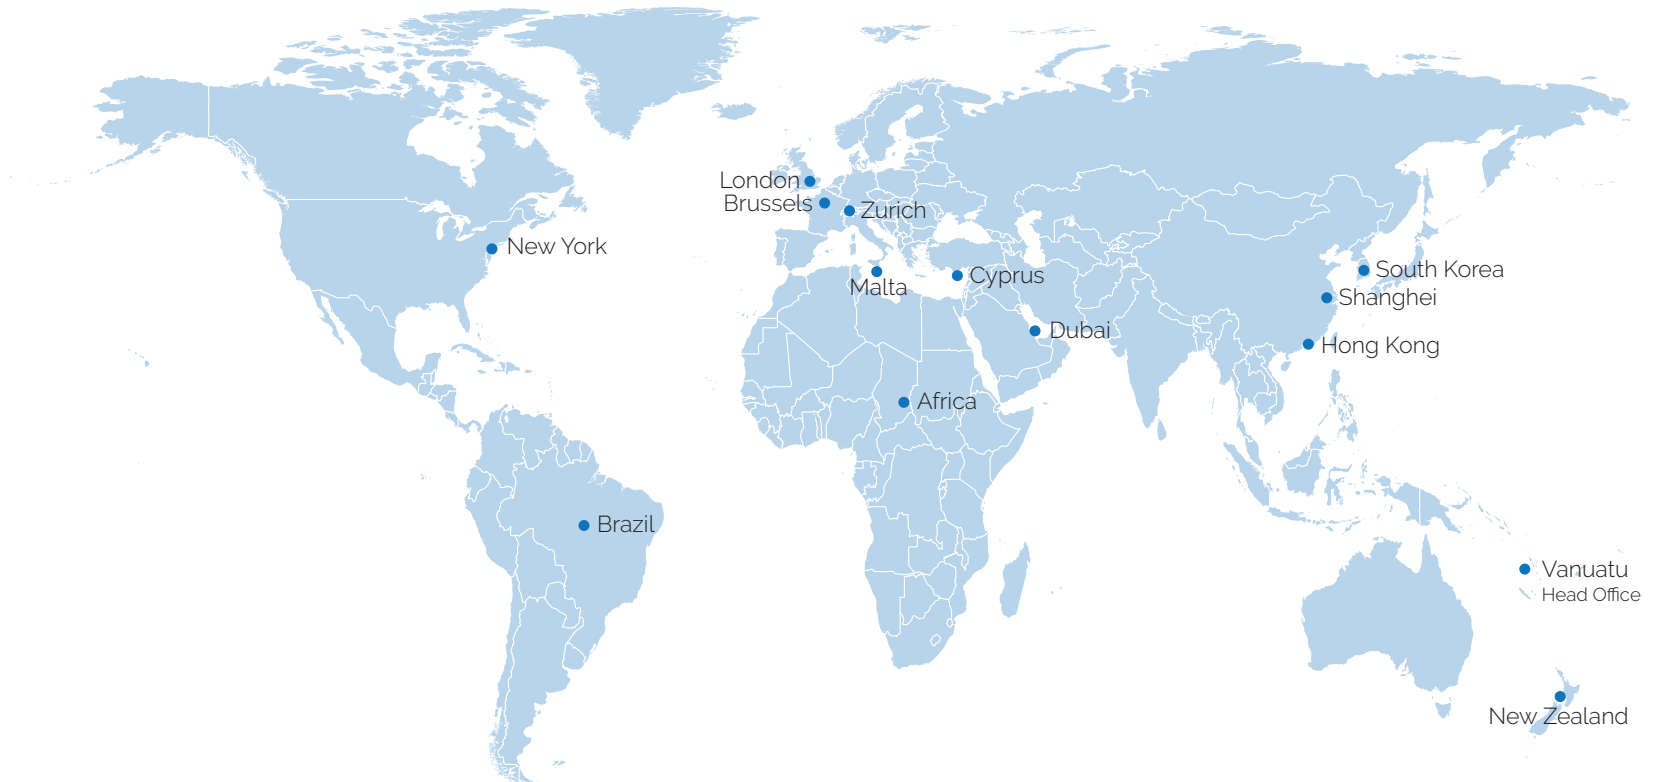 London
Brussels
Zurich
New York
Malta
Cyprus
South Korea
Shanghei
Dubai
Hong Kong
Africa
Brazil
Vanuatu
Head Office
New Zealand